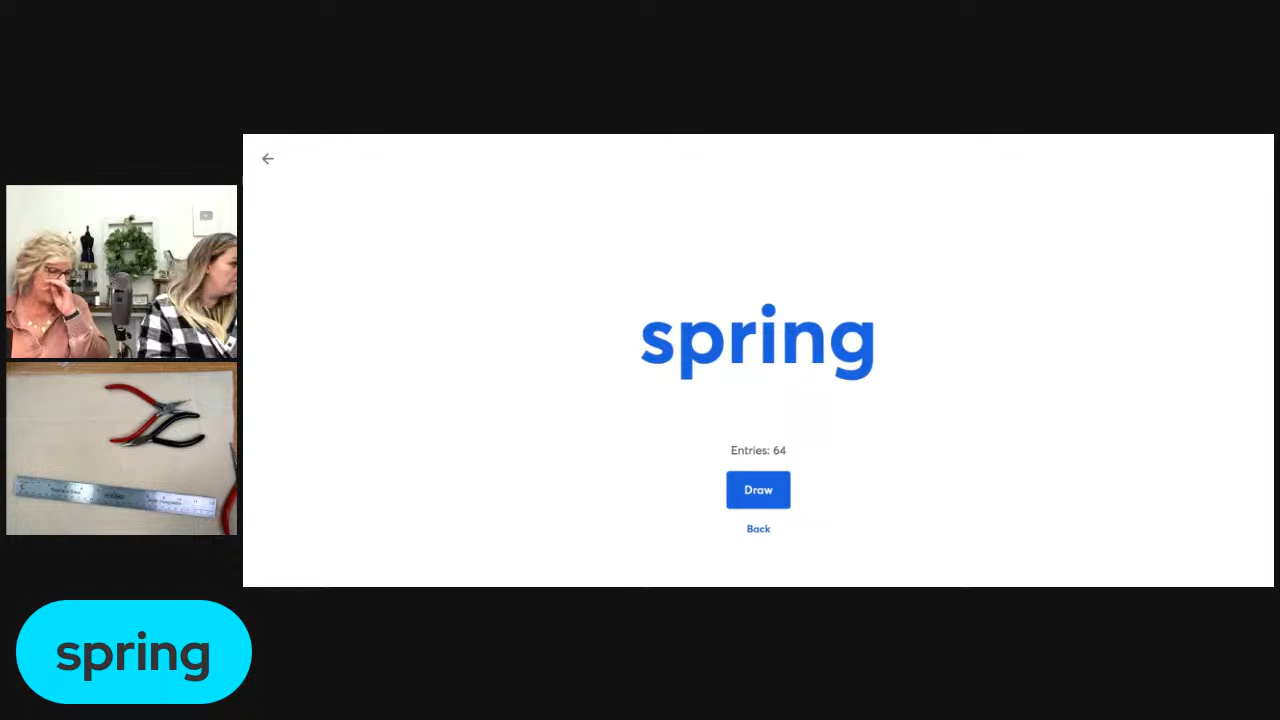 spring
Entries: 64
Draw
Back
spring